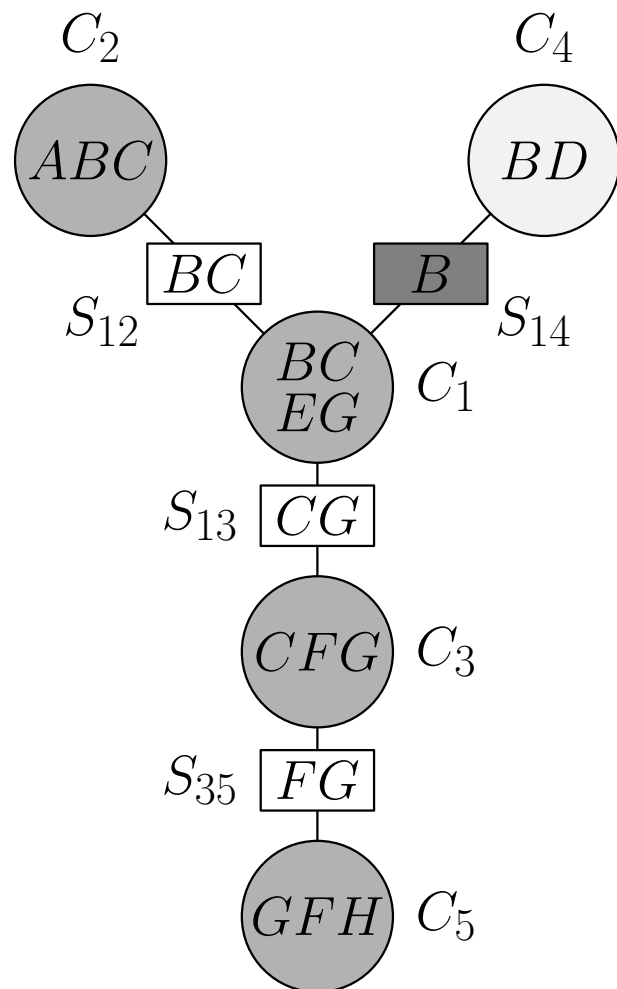 C₂
C₄
ABC
BD
BC
B
S₁₂
S₁₄
BC
EG
C₁
S₁₃
CG
CFG
C₃
S₃₅
FG
GFH
C₅